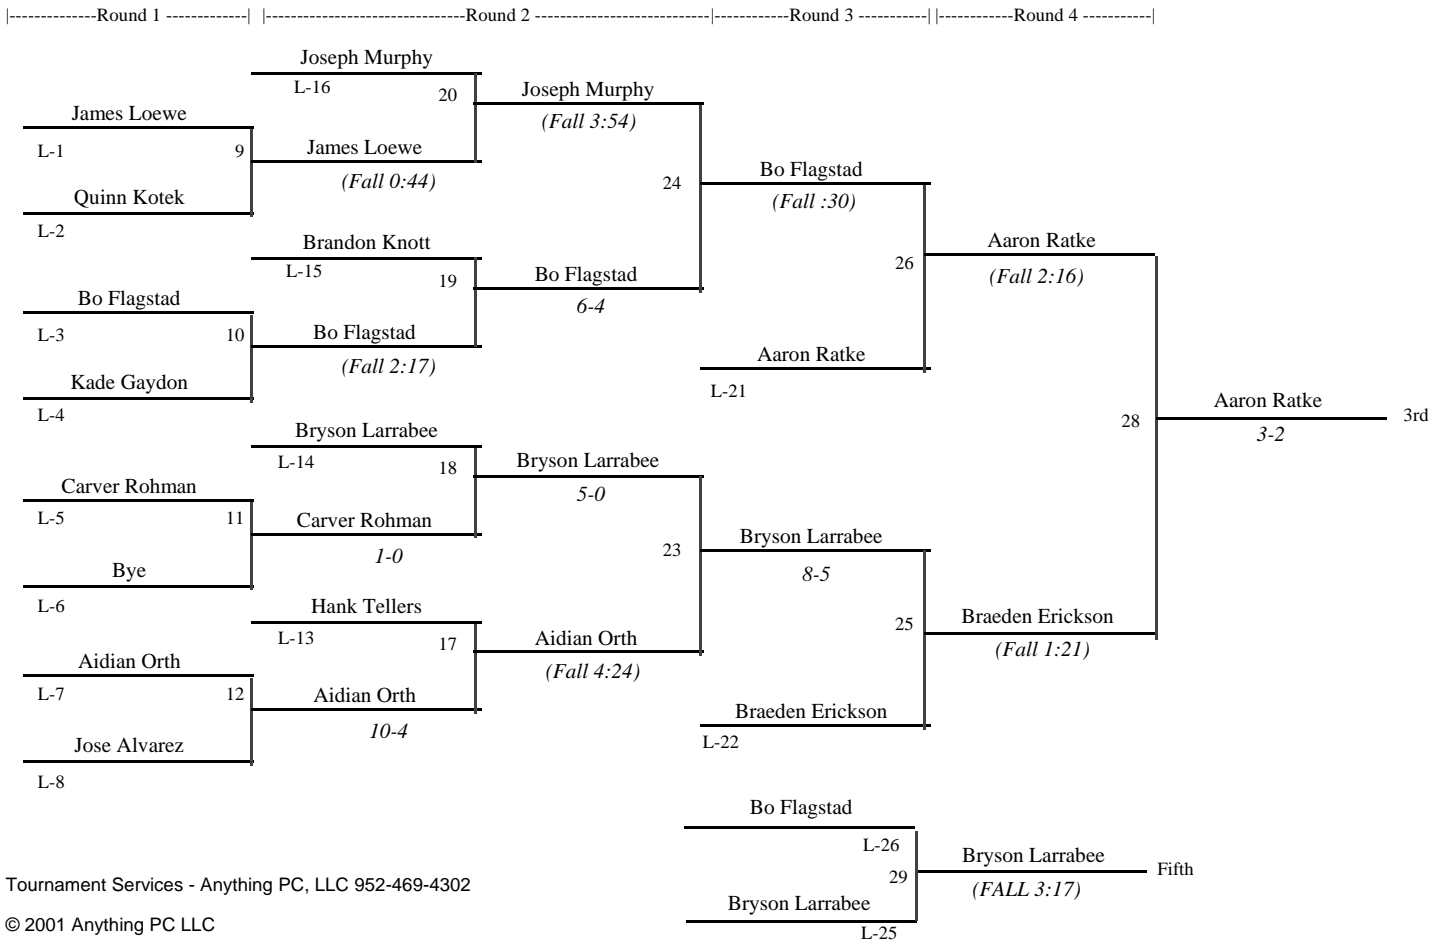 |-------------Round 1 ------------| |-----------------------------Round 2 -------------------------|-----------Round 3 ----------| |-----------Round 4 ----------|
Joseph Murphy
L-16
20
Joseph Murphy
(Fall 3:54)
James Loewe
L-1
9
James Loewe
(Fall 0:44)
Quinn Kotek
L-2
24
Bo Flagstad
(Fall :30)
Brandon Knott
L-15
19
Bo Flagstad
6-4
26
Aaron Ratke
(Fall 2:16)
Bo Flagstad
L-3
10
Bo Flagstad
(Fall 2:17)
Kade Gaydon
L-4
Aaron Ratke
L-21
28
Aaron Ratke
3-2
3rd
Bryson Larrabee
L-14
18
Bryson Larrabee
5-0
Carver Rohman
L-5
11
Carver Rohman
1-0
Bye
L-6
23
Bryson Larrabee
8-5
Hank Tellers
L-13
17
Aidian Orth
(Fall 4:24)
25
Braeden Erickson
(Fall 1:21)
Aidian Orth
L-7
12
Aidian Orth
10-4
Jose Alvarez
L-8
Braeden Erickson
L-22
Bo Flagstad
L-26
29
Bryson Larrabee
(FALL 3:17)
Fifth
Bryson Larrabee
L-25
Tournament Services - Anything PC, LLC 952-469-4302
© 2001 Anything PC LLC